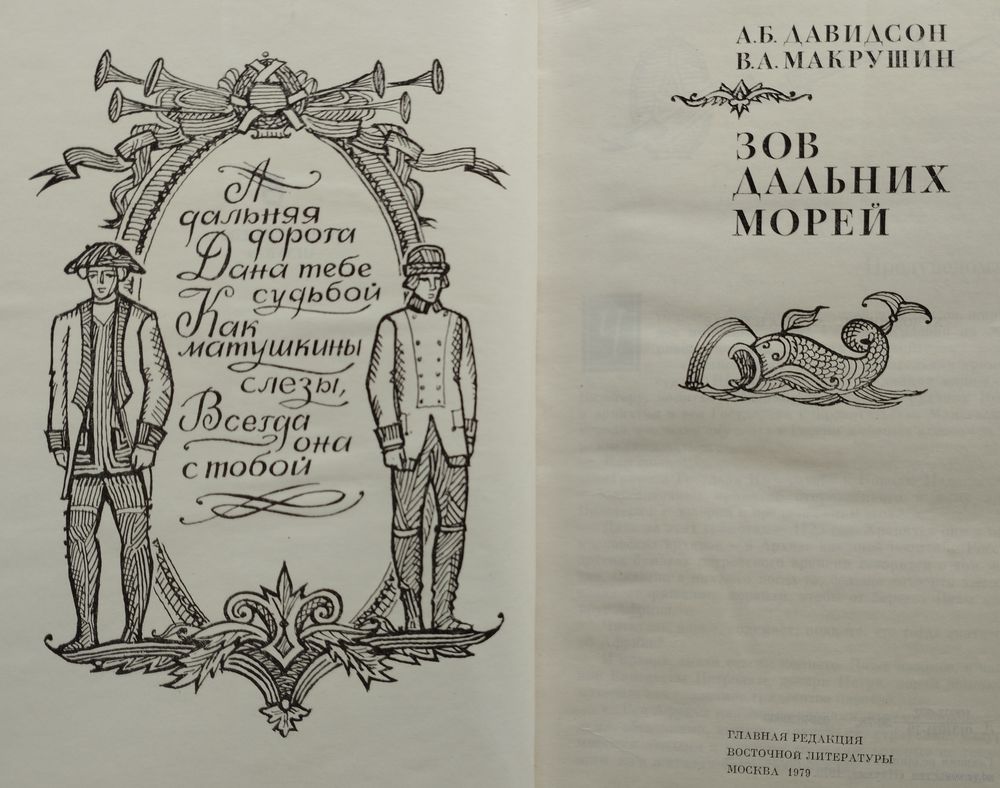 А
дальняя
дорога
Дана тебе
судьбой
Как
матушкины
слезы,
Всегда
она
с тобой
А.Б. ДАВИДСОН
В.А. МАКРУШИН
ЗОВ
ДАЛЬНИХ
МОРЕЙ
ГЛАВНАЯ РЕДАКЦИЯ
ВОСТОЧНОЙ ЛИТЕРАТУРЫ
МОСКВА 1979